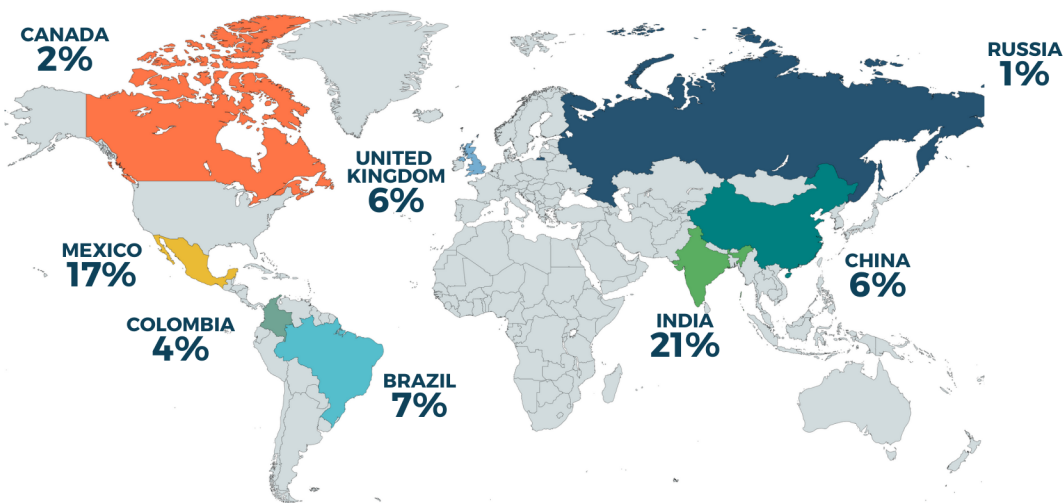 CANADA
2%
RUSSIA
1%
UNITED
KINGDOM
6%
MEXICO
17%
CHINA
6%
COLOMBIA
4%
INDIA
21%
BRAZIL
7%